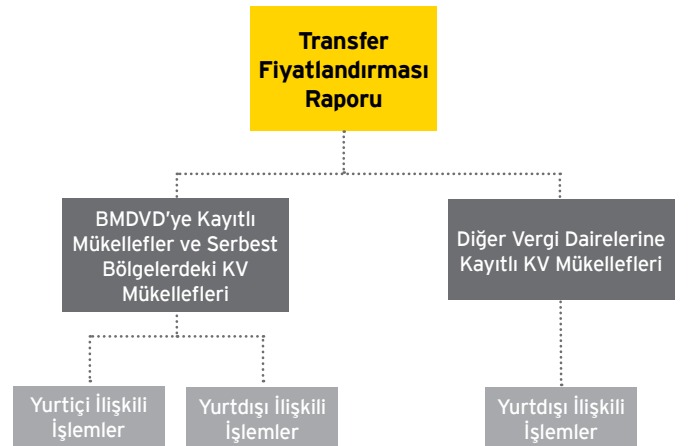 Transfer
Fiyatlandırması
Raporu
BMDVD'ye Kayıtlı
Mükellefler ve Serbest
Bölgelerdeki KV
Mükellefleri
Diğer Vergi Dairelerine
Kayıtlı KV Mükellefleri
Yurtiçi İlişkili
İşlemler
Yurtdışı İlişkili
İşlemler
Yurtdışı İlişkili
İşlemler